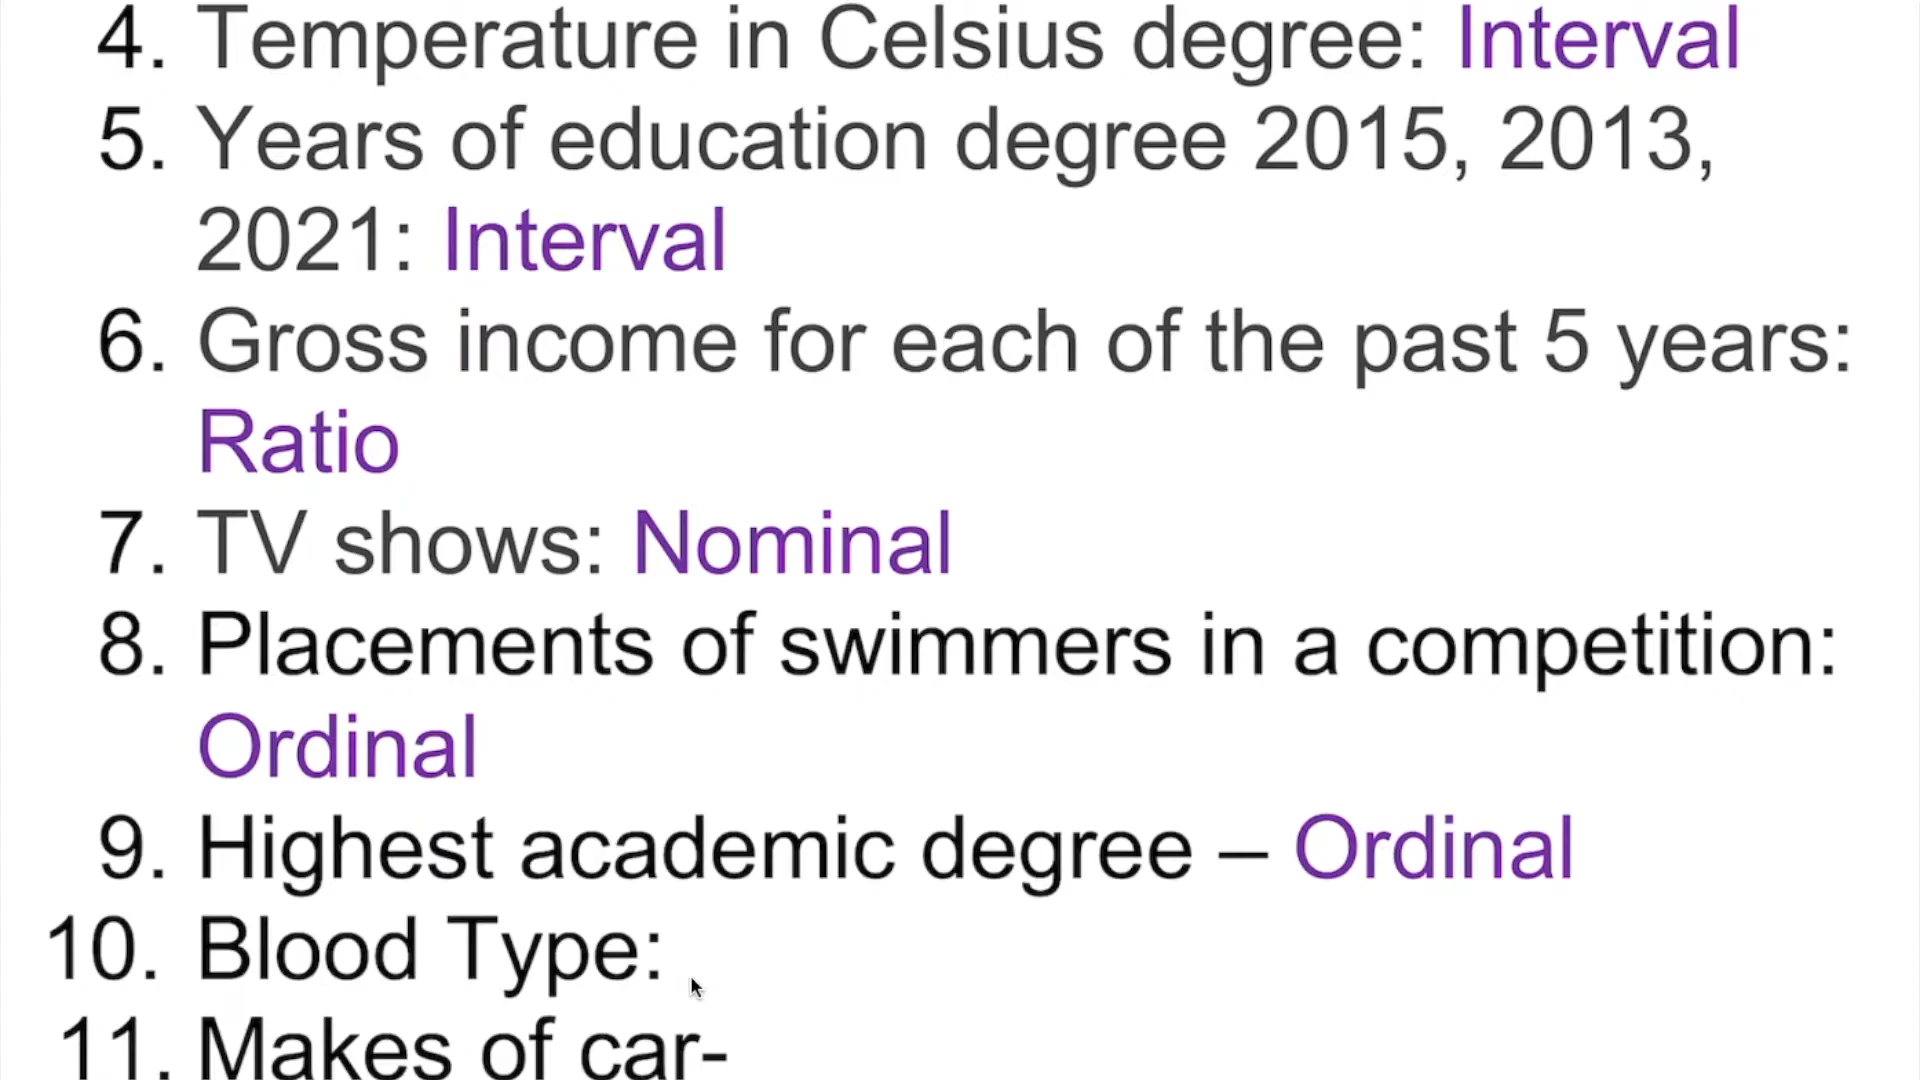 4. Temperature in Celsius degree: Interval
5. Years of education degree 2015, 2013,
2021: Interval
6. Gross income for each of the past 5 years:
Ratio
7. TV shows: Nominal
8. Placements of swimmers in a competition:
Ordinal
9. Highest academic degree – Ordinal
10. Blood Type:
11. Makes of car-